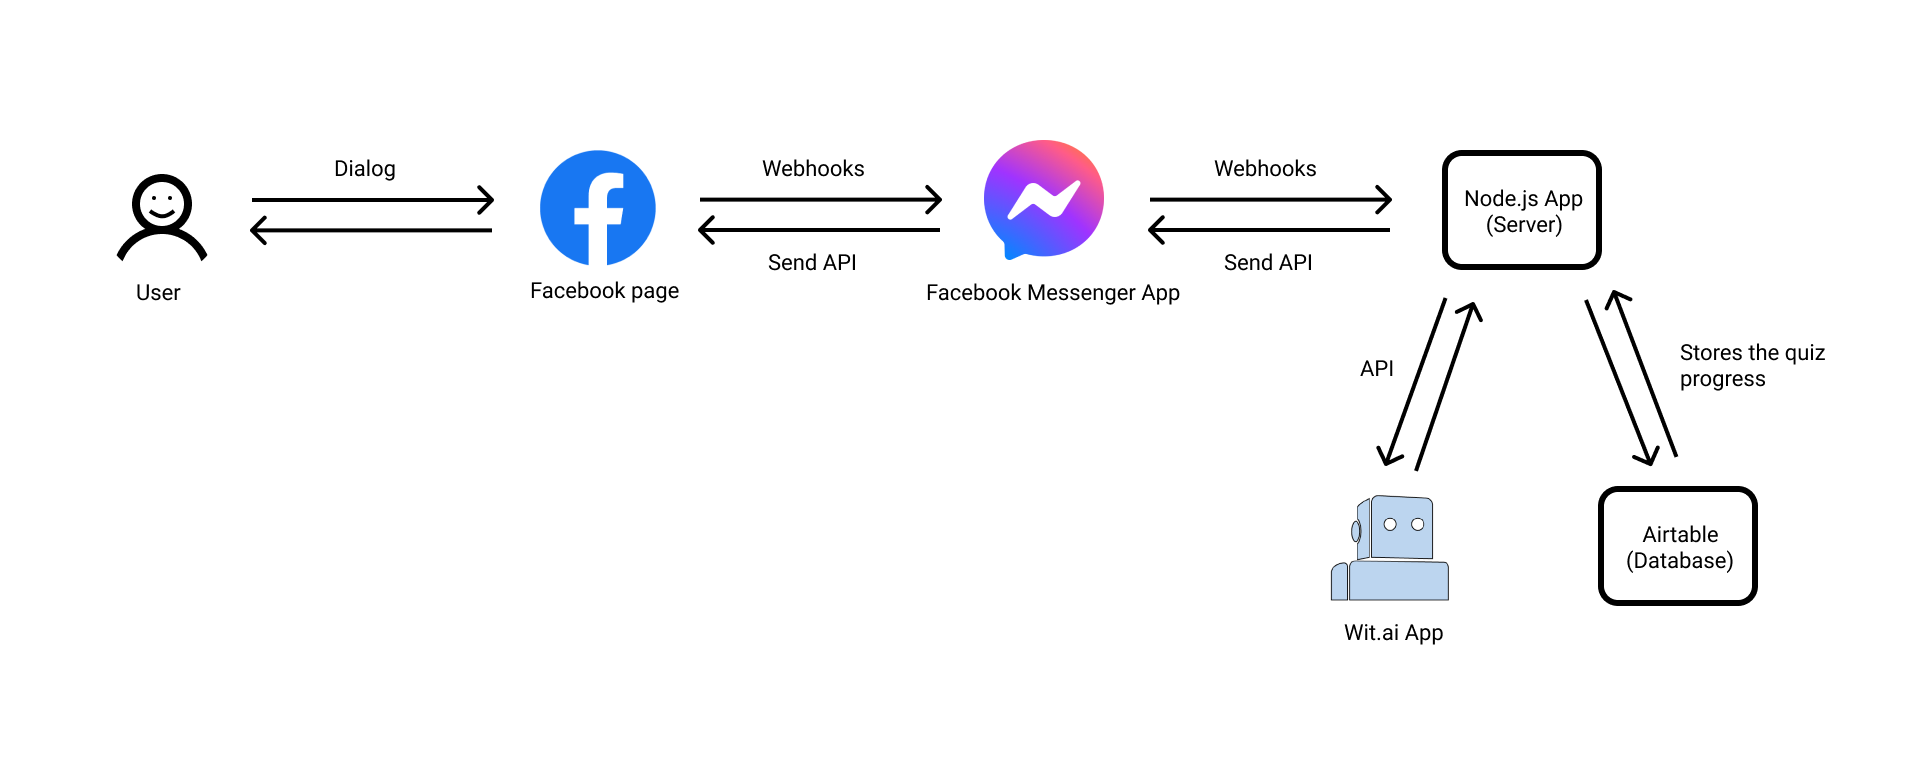 Dialog
Webhooks
Webhooks
Node.js App
(Server)
Send API
Send API
User
Facebook page
Facebook Messenger App
API
Stores the quiz
progress
Airtable
(Database)
Wit.ai App